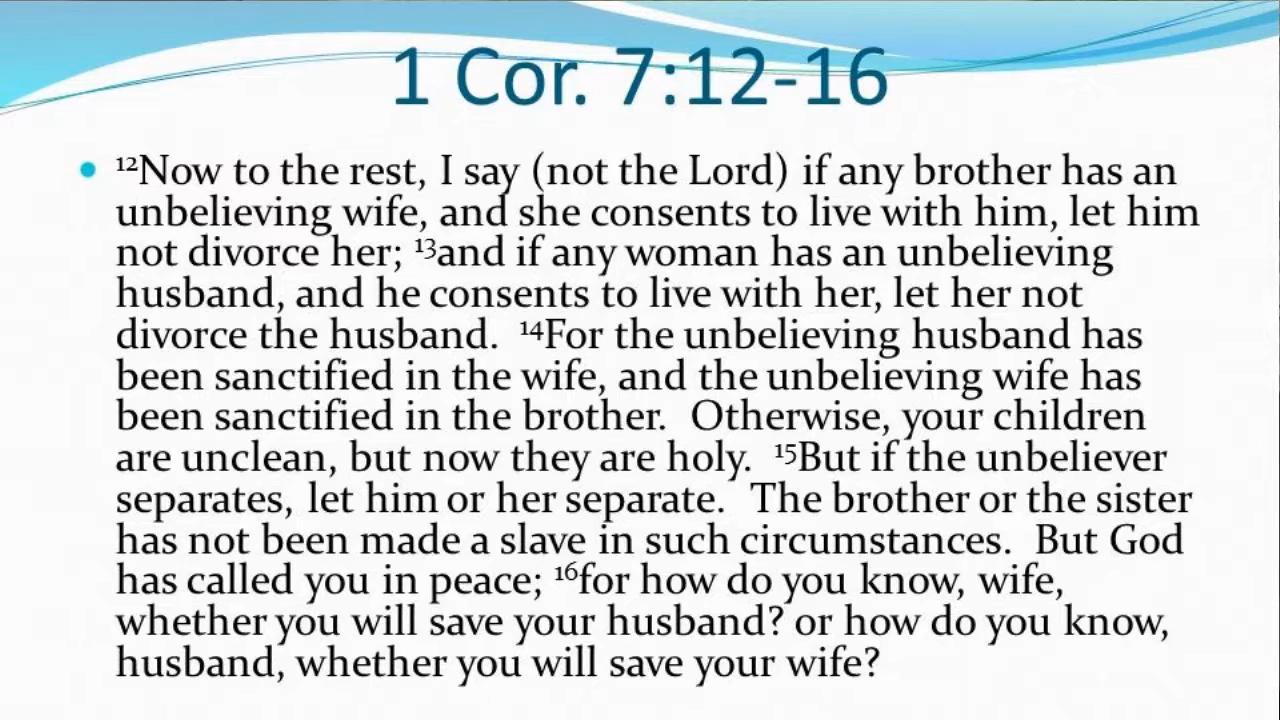 1 Cor. 7:12-16
• ¹²Now to the rest, I say (not the Lord) if any brother has an
unbelieving wife, and she consents to live with him, let him
not divorce her; ¹³and if any woman has an unbelieving
husband, and he consents to live with her, let her not
divorce the husband.  ¹⁴For the unbelieving husband has
been sanctified in the wife, and the unbelieving wife has
been sanctified in the brother.  Otherwise, your children
are unclean, but now they are holy.  ¹⁵But if the unbeliever
separates, let him or her separate.  The brother or the sister
has not been made a slave in such circumstances.  But God
has called you in peace; ¹⁶for how do you know, wife,
whether you will save your husband? or how do you know,
husband, whether you will save your wife?